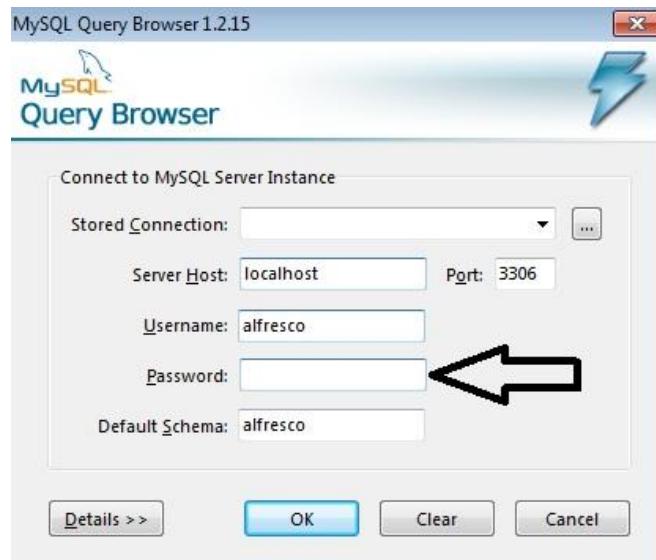 MySQL Query Browser 1.2.15
MySQL
Query Browser
Connect to MySQL Server Instance
Stored Connection: ...
Server Host: localhost Port: 3306
Username: alfresco
Password:
Default Schema: alfresco
Details >> OK Clear Cancel